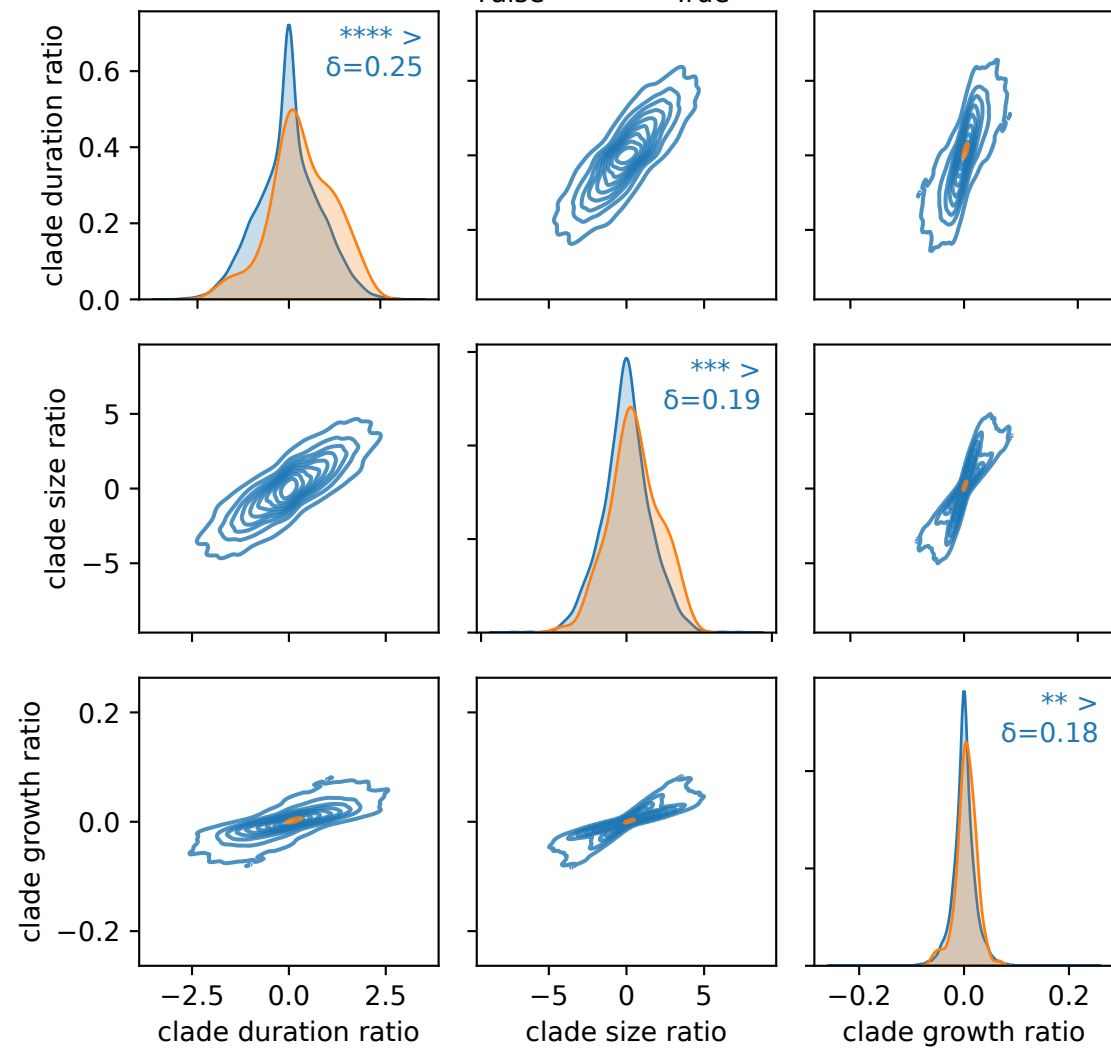 **** >
δ=0.25
clade duration ratio
0.6
0.4
0.2
0.0
*** >
δ=0.19
clade size ratio
5
0
−5
** >
δ=0.18
clade growth ratio
0.2
0.0
−0.2
−2.5 0.0 2.5
−5 0 5
−0.2 0.0 0.2
clade duration ratio
clade size ratio
clade growth ratio